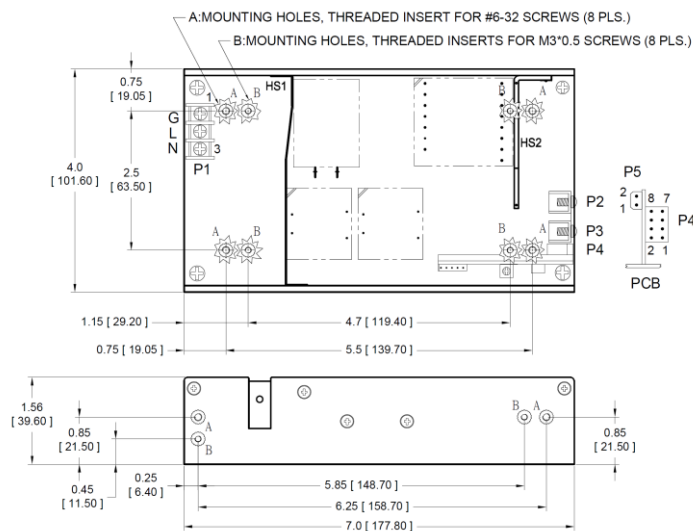 A:MOUNTING HOLES, THREADED INSERT FOR #6-32 SCREWS (8 PLS.)
B:MOUNTING HOLES, THREADED INSERTS FOR M3*0.5 SCREWS (8 PLS.)
0.75
[ 19.05 ]
4.0
[ 101.60 ]
2.5
[ 63.50 ]
HS1
A B
B A
1
G
L
N 3
P1
HS2
P2
P3
P4
A B
B A
P5
2 8 7
1
P4
2 1
PCB
1.15 [ 29.20 ]
4.7 [ 119.40 ]
0.75 [ 19.05 ]
5.5 [ 139.70 ]
1.56
[ 39.60 ]
0.85
[ 21.50 ]
0.45
[ 11.50 ]
A
B
B A
0.85
[ 21.50 ]
0.25
[ 6.40 ]
5.85 [ 148.70 ]
6.25 [ 158.70 ]
7.0 [ 177.80 ]